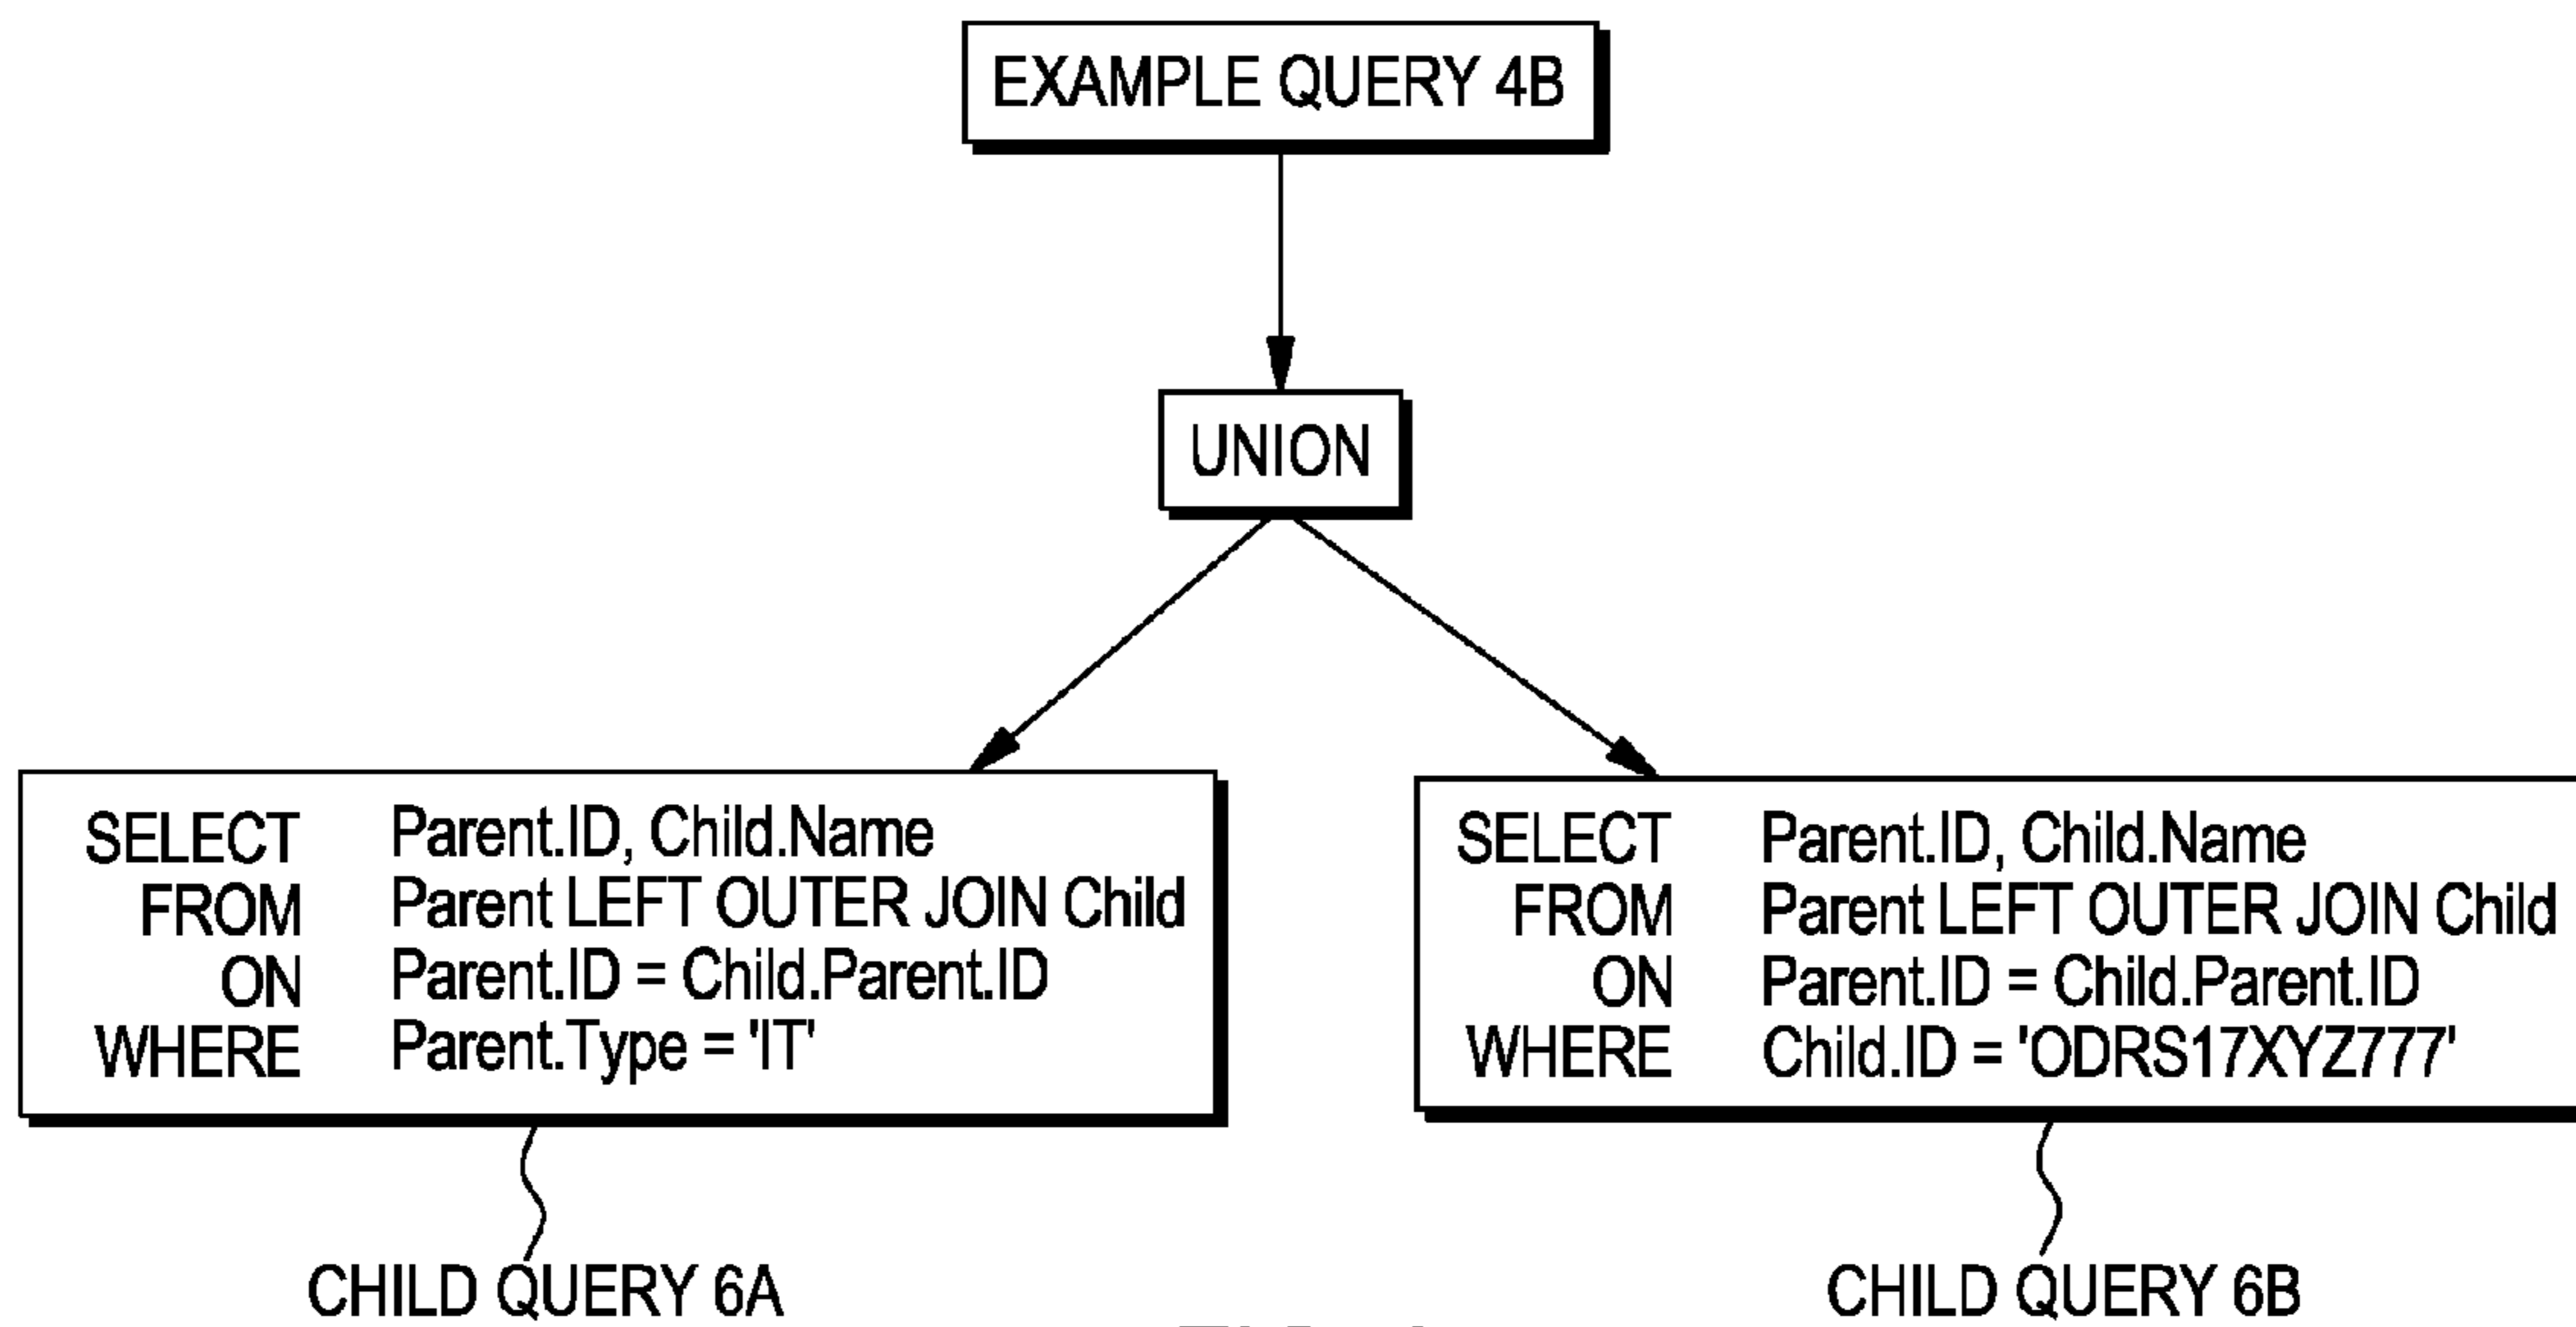 EXAMPLE QUERY 4B
UNION
SELECT Parent.ID, Child.Name
FROM Parent LEFT OUTER JOIN Child
ON Parent.ID = Child.Parent.ID
WHERE Parent.Type = 'IT'
CHILD QUERY 6A
SELECT Parent.ID, Child.Name
FROM Parent LEFT OUTER JOIN Child
ON Parent.ID = Child.Parent.ID
WHERE Child.ID = 'ODRS17XYZ777'
CHILD QUERY 6B